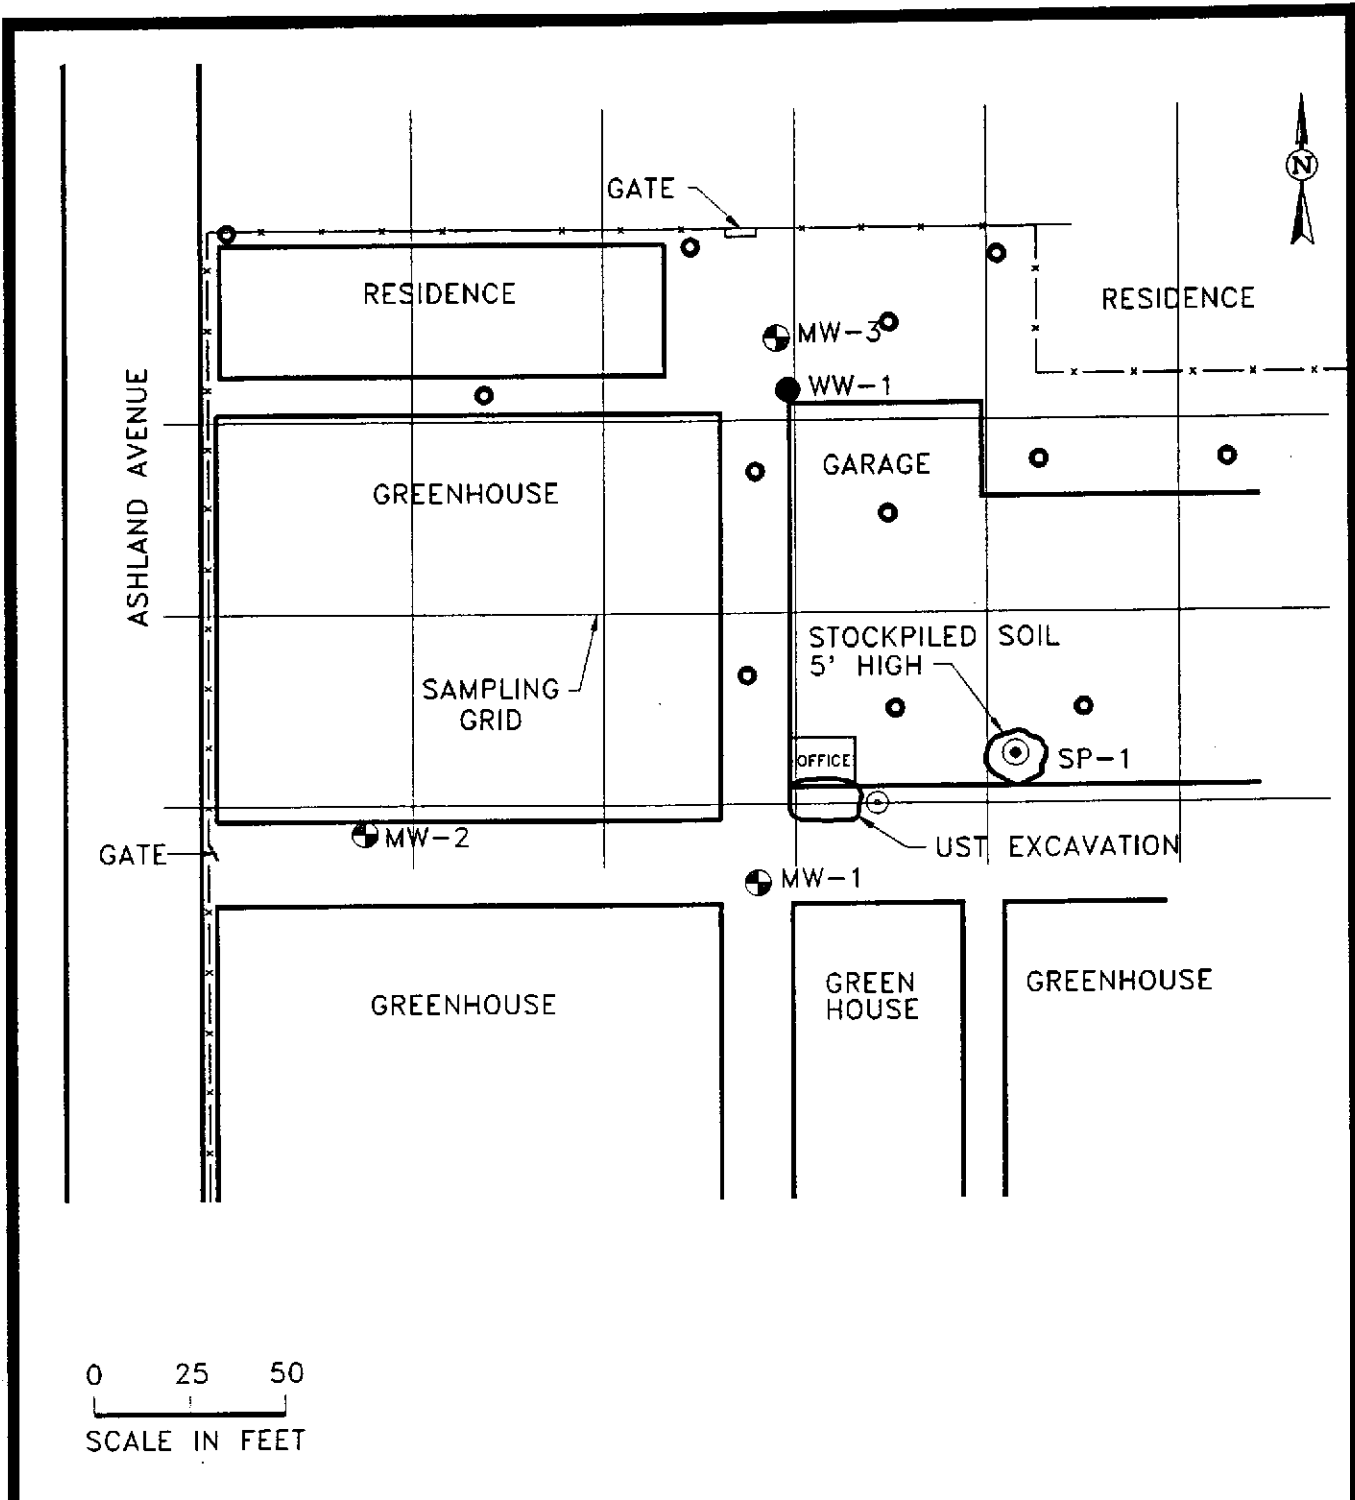 N
GATE
RESIDENCE
RESIDENCE
MW-3
WW-1
ASHLAND AVENUE
GARAGE
GREENHOUSE
STOCKPILED SOIL
5' HIGH
SAMPLING
GRID
OFFICE
SP-1
MW-2
UST EXCAVATION
GATE
MW-1
GREENHOUSE
GREEN
HOUSE
GREENHOUSE
0 25 50
SCALE IN FEET